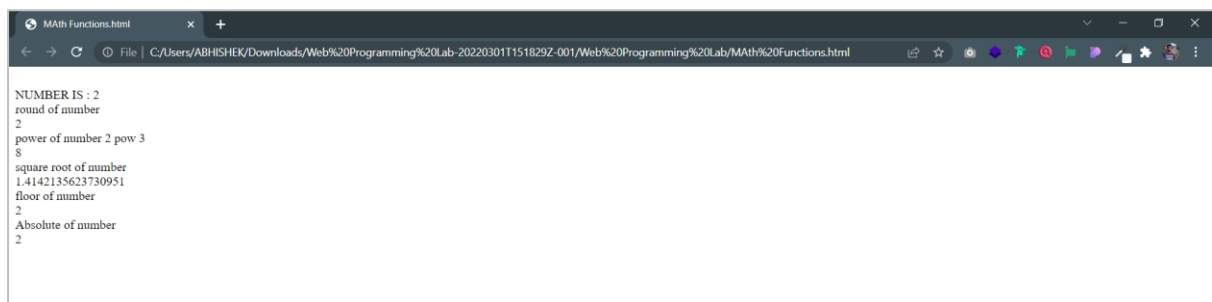 MAth Functions.html
File | C:/Users/ABHISHEK/Downloads/Web%20Programming%20Lab-20220301T151829Z-001/Web%20Programming%20Lab/MAth%20Functions.html
NUMBER IS : 2
round of number
2
power of number 2 pow 3
8
square root of number
1.4142135623730951
floor of number
2
Absolute of number
2